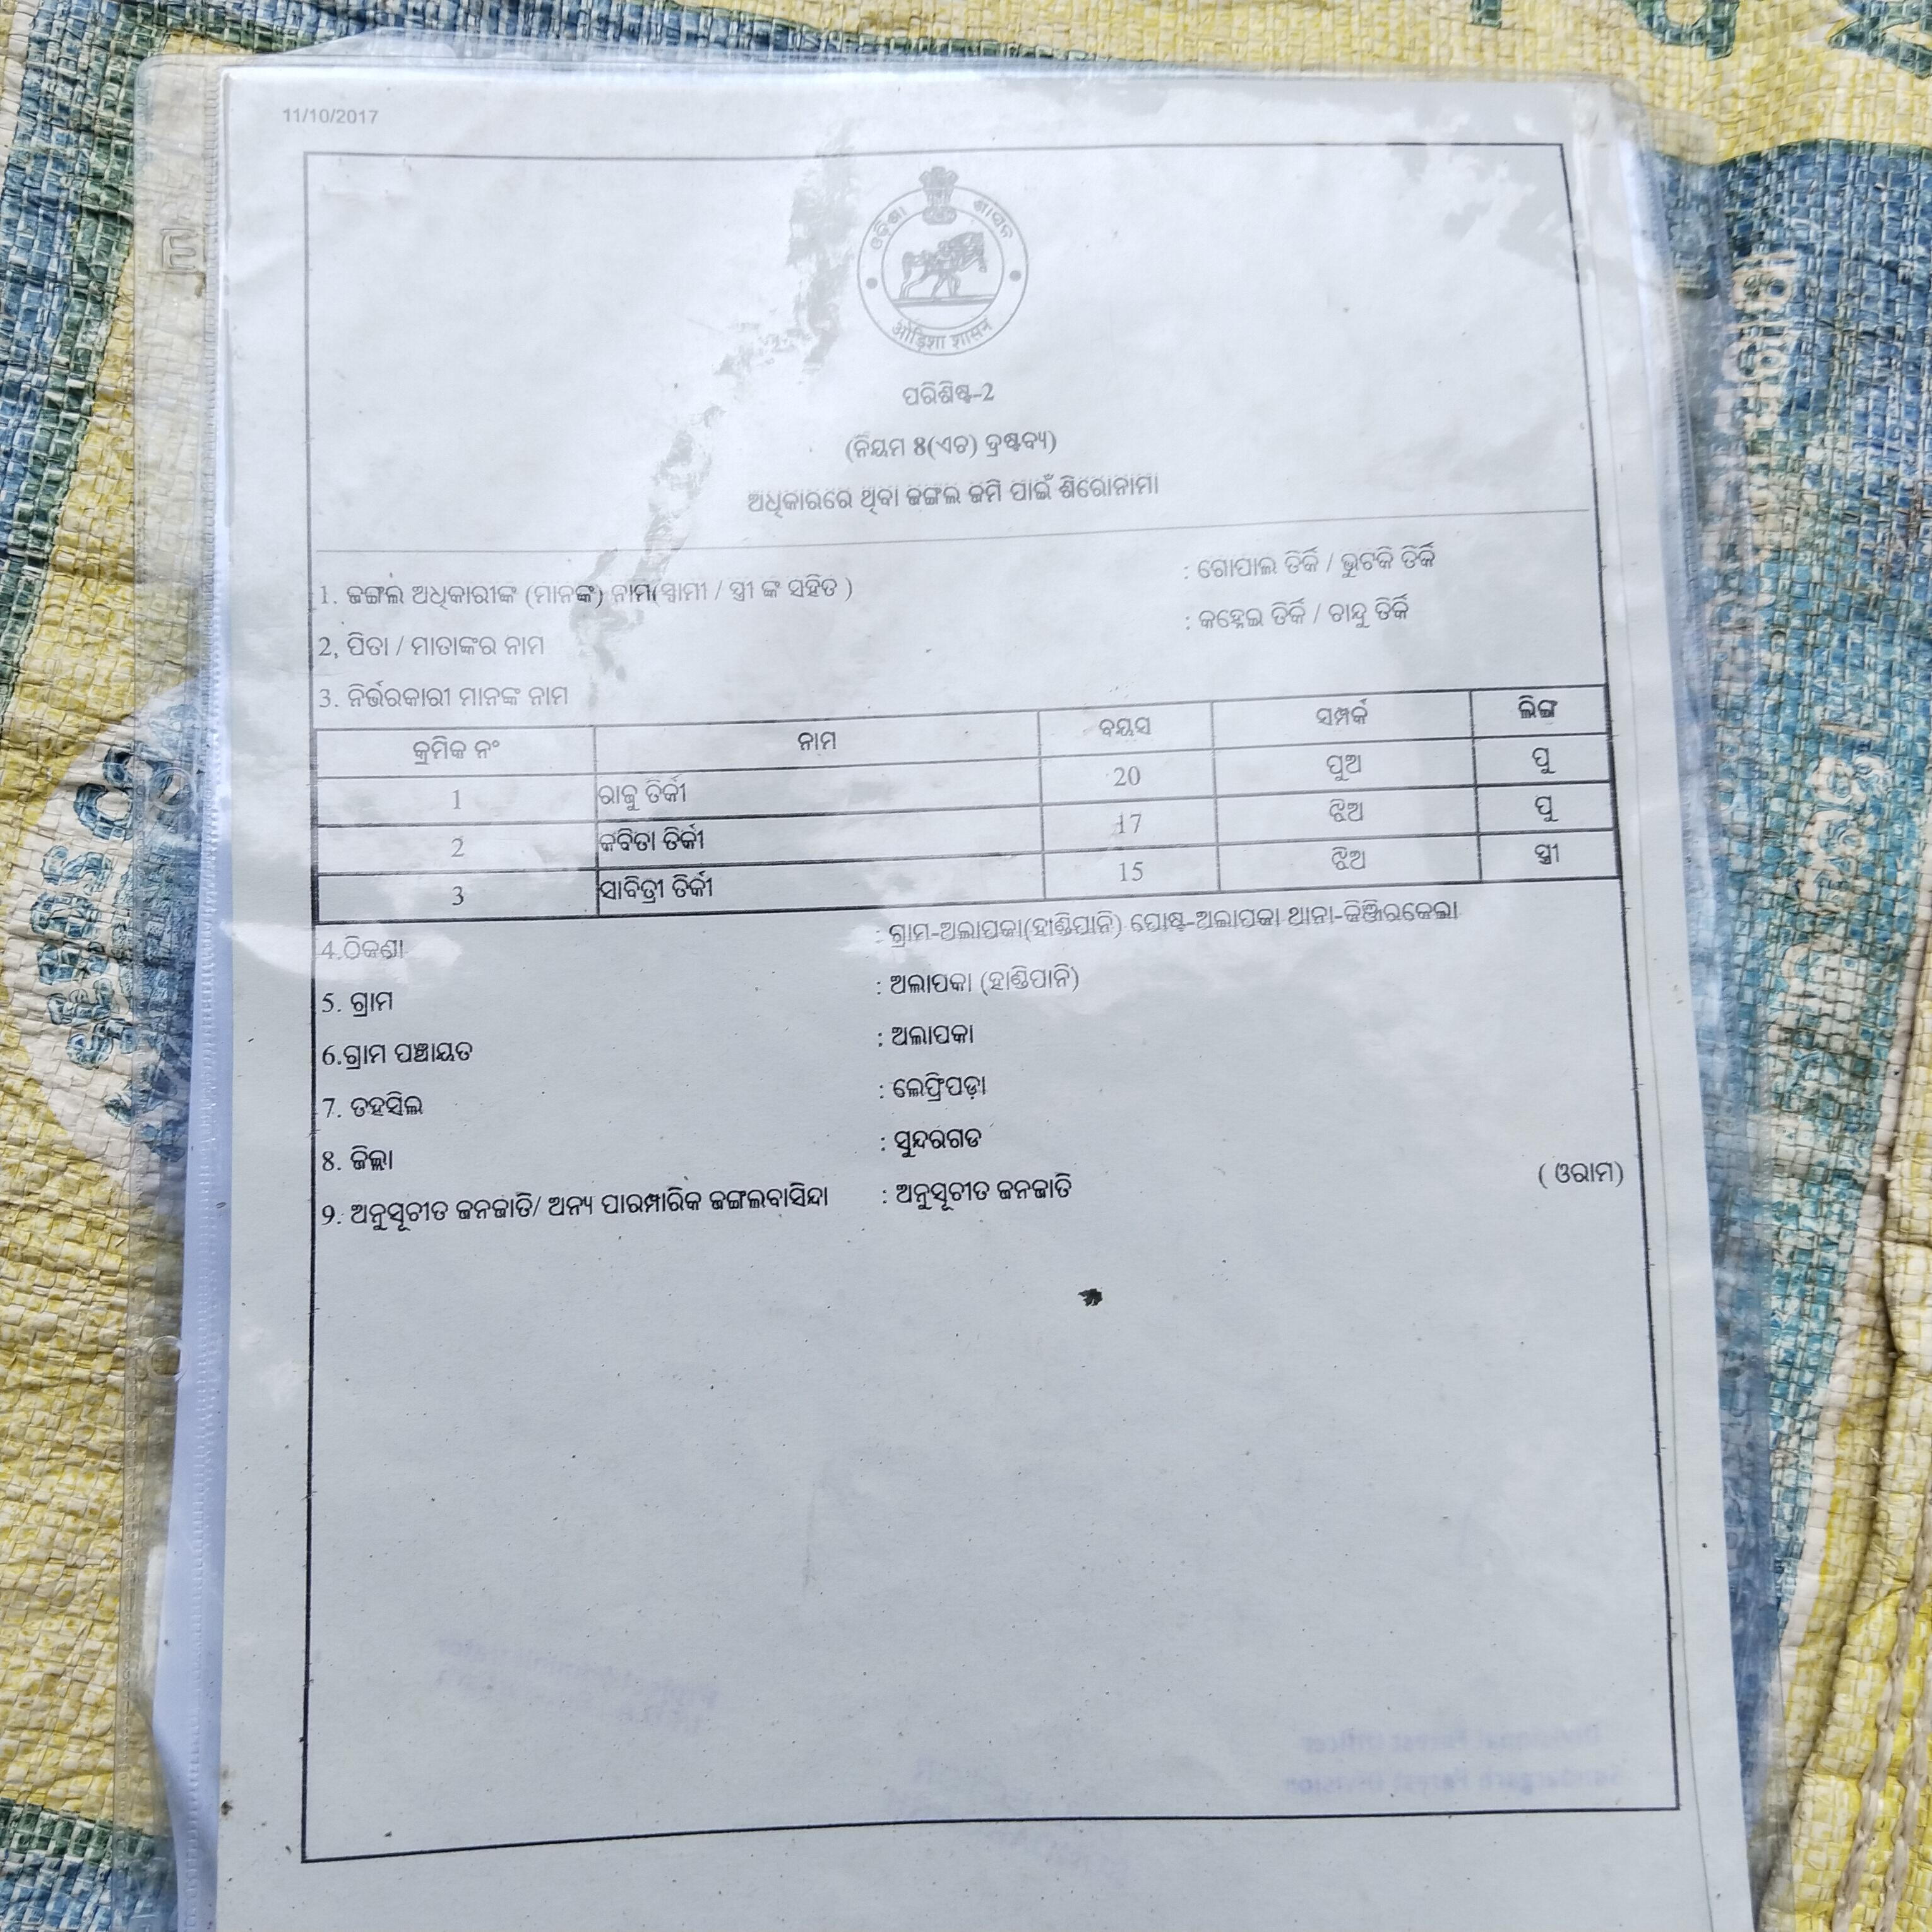 11/10/2017
ଓଡ଼ିଶା ଶାସନ
ओड़िशा शासन
ପରିଶିଷ୍ଟ-2
(ନିୟମ 8(ଏଚ) ଦ୍ରଷ୍ଟବ୍ୟ)
ଅଧିକାରରେ ଥିବା ଜଙ୍ଗଲ ଜମି ପାଇଁ ଶିରୋନାମା
1. ଜଙ୍ଗଲ ଅଧିକାରୀଙ୍କ (ମାନଙ୍କ) ନାମ(ସ୍ଵାମୀ / ସ୍ତ୍ରୀ ଙ୍କ ସହିତ ) : ଗୋପାଲ ତିର୍କି / ଭୁଟକି ତିର୍କି
2, ପିତା / ମାତାଙ୍କର ନାମ : କହ୍ନେଇ ତିର୍କି / ଚାନ୍ଦୁ ତିର୍କି
3. ନିର୍ଭରକାରୀ ମାନଙ୍କ ନାମ
କ୍ରମିକ ନଂ ନାମ ବୟସ ସମ୍ପର୍କ ଲିଙ୍ଗ
1 ରାଜୁ ତିର୍କୀ 20 ପୁଅ ପୁ
2 କବିତା ତିର୍କୀ 17 ଝିଅ ପୁ
3 ସାବିତ୍ରୀ ତିର୍କୀ 15 ଝିଅ ସ୍ତ୍ରୀ
4.ଠିକଣା : ଗ୍ରାମ-ଅଲାପକା(ହାଣ୍ଡିପାନି) ପୋଷ୍ଟ-ଅଲାପକା ଥାନା-କିଞ୍ଜିରକେଲା
5. ଗ୍ରାମ : ଅଲାପକା (ହାଣ୍ଡିପାନି)
6.ଗ୍ରାମ ପଞ୍ଚାୟତ : ଅଲାପକା
7. ତହସିଲ : ଲେଫ୍ରିପଡ଼ା
8. ଜିଲ୍ଲା : ସୁନ୍ଦରଗଡ
9. ଅନୁସୂଚୀତ ଜନଜାତି/ ଅନ୍ୟ ପାରମ୍ପାରିକ ଜଙ୍ଗଲବାସିନ୍ଦା : ଅନୁସୂଚୀତ ଜନଜାତି ( ଓରାମ)